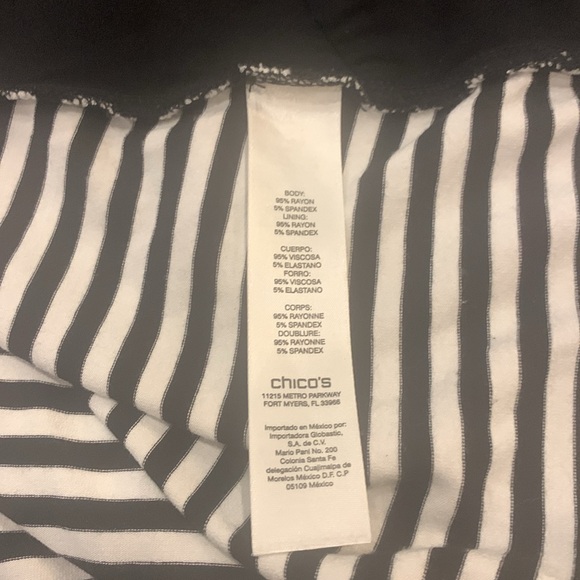 BODY:
95% RAYON
5% SPANDEX
LINING:
95% RAYON
5% SPANDEX
CUERPO:
95% VISCOSA
5% ELASTANO
FORRO:
95% VISCOSA
5% ELASTANO
CORPS:
95% RAYONNE
5% SPANDEX
DOUBLURE:
95% RAYONNE
5% SPANDEX
chico's
11215 METRO PARKWAY
FORT MYERS, FL 33966
Importado en México por:
Importadora Globastic,
S.A. de C.V.
Mario Pani No. 200
Colonia Santa Fe
delegación Cuajimalpa de
Morelos México D.F. C.P
05109 México